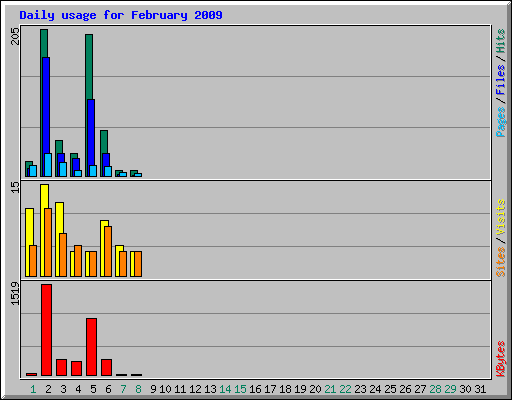 Daily usage for February 2009
205
15
1519
Pages / Files / Hits
Sites / Visits
KBytes
1 2 3 4 5 6 7 8 9 10 11 12 13 14 15 16 17 18 19 20 21 22 23 24 25 26 27 28 29 30 31